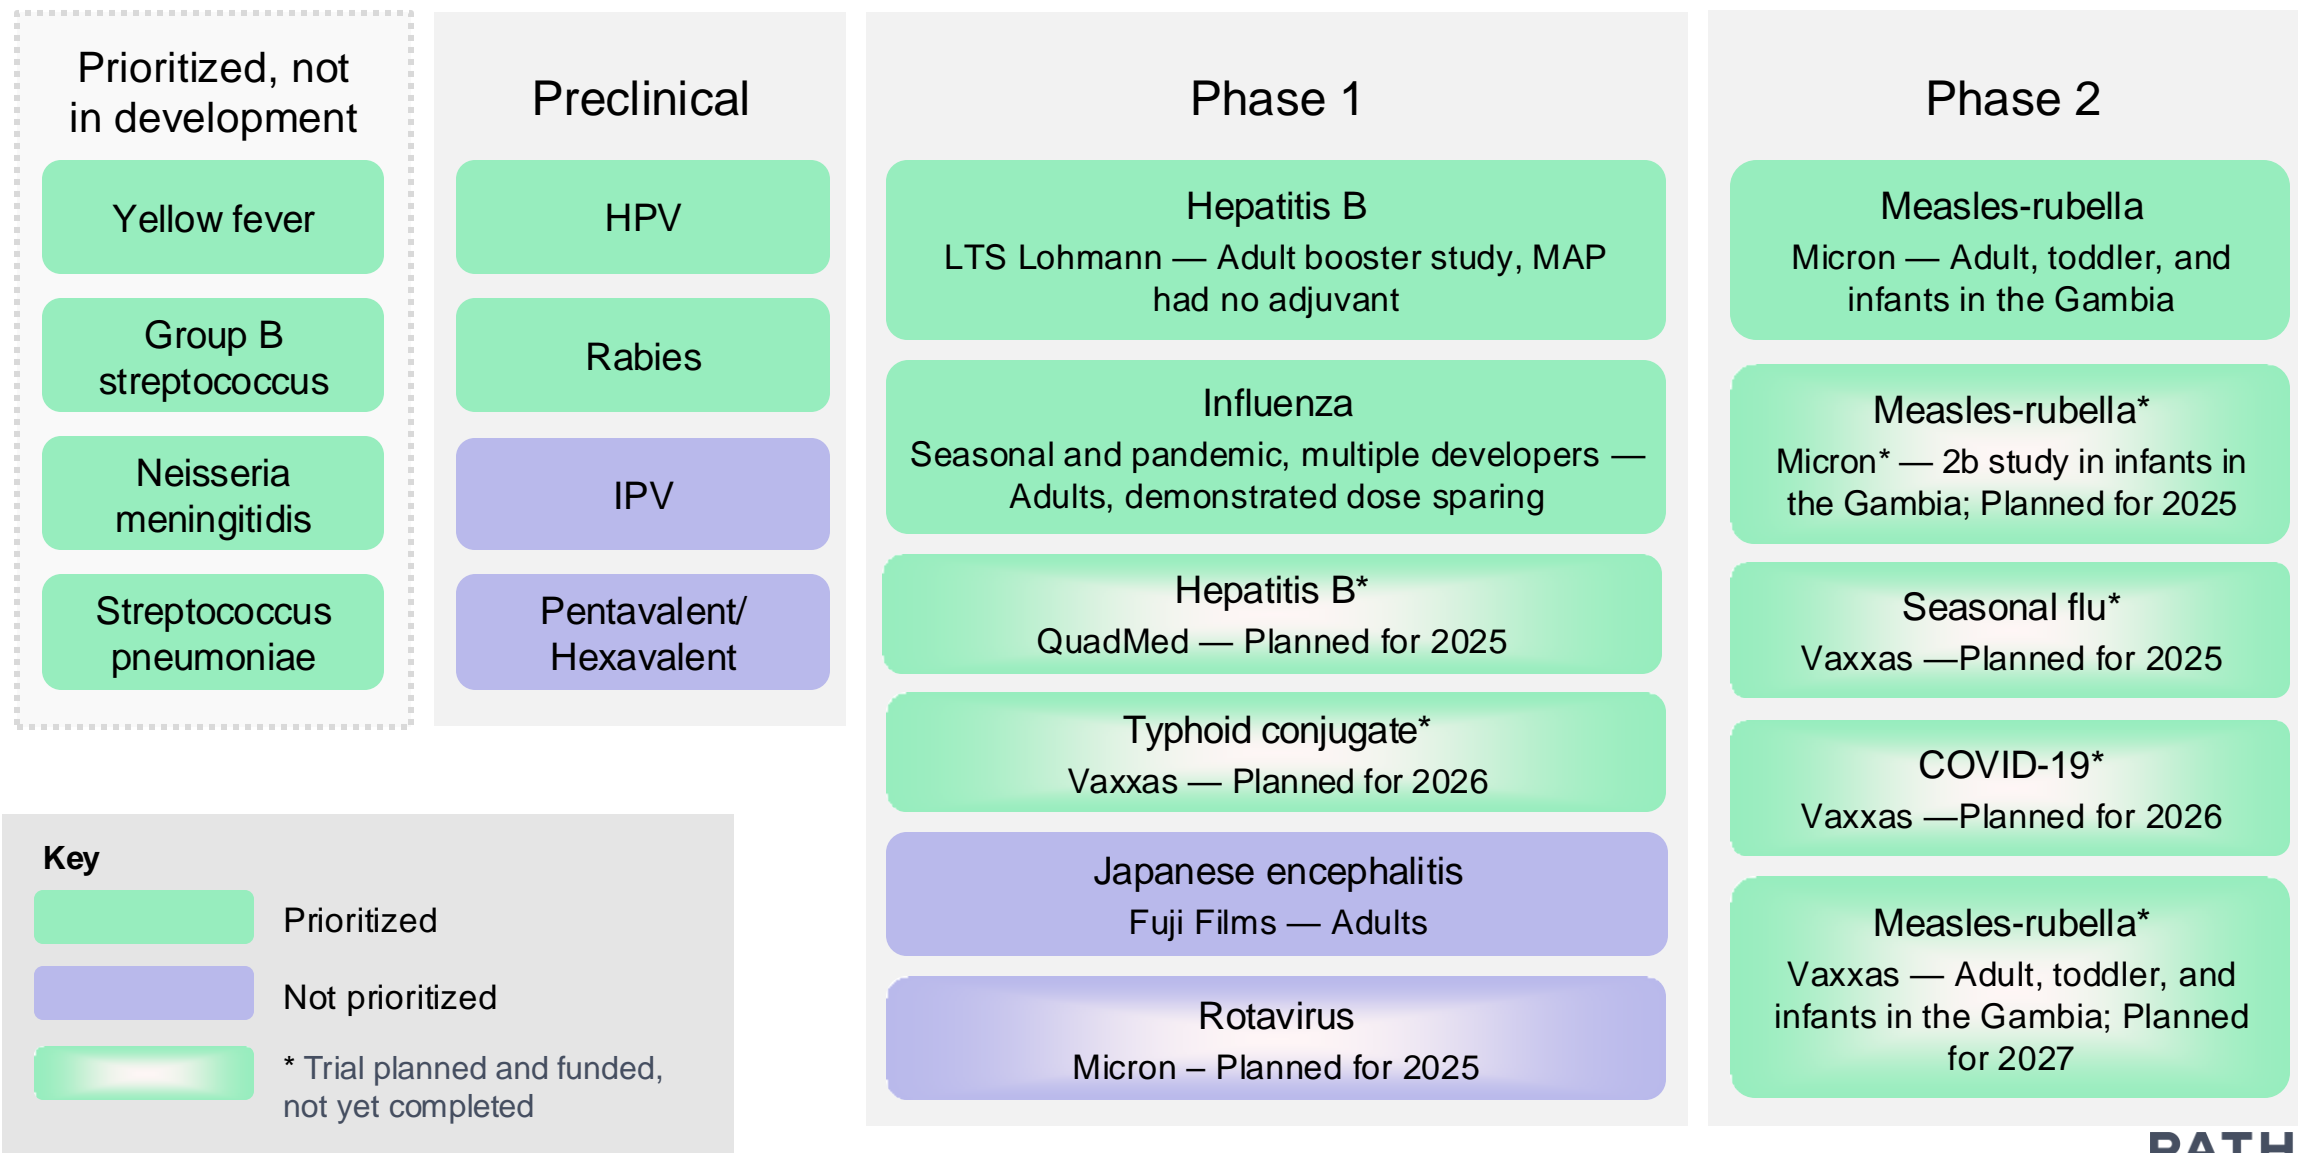 Prioritized, not
in development
Yellow fever
Group B
streptococcus
Neisseria
meningitidis
Streptococcus
pneumoniae
Preclinical
HPV
Rabies
IPV
Pentavalent/
Hexavalent
Phase 1
Hepatitis B
LTS Lohmann — Adult booster study, MAP
had no adjuvant
Influenza
Seasonal and pandemic, multiple developers —
Adults, demonstrated dose sparing
Hepatitis B*
QuadMed — Planned for 2025
Typhoid conjugate*
Vaxxas — Planned for 2026
Japanese encephalitis
Fuji Films — Adults
Rotavirus
Micron – Planned for 2025
Phase 2
Measles-rubella
Micron — Adult, toddler, and
infants in the Gambia
Measles-rubella*
Micron* — 2b study in infants in
the Gambia; Planned for 2025
Seasonal flu*
Vaxxas —Planned for 2025
COVID-19*
Vaxxas —Planned for 2026
Measles-rubella*
Vaxxas — Adult, toddler, and
infants in the Gambia; Planned
for 2027
Key
Prioritized
Not prioritized
* Trial planned and funded,
not yet completed
PATH